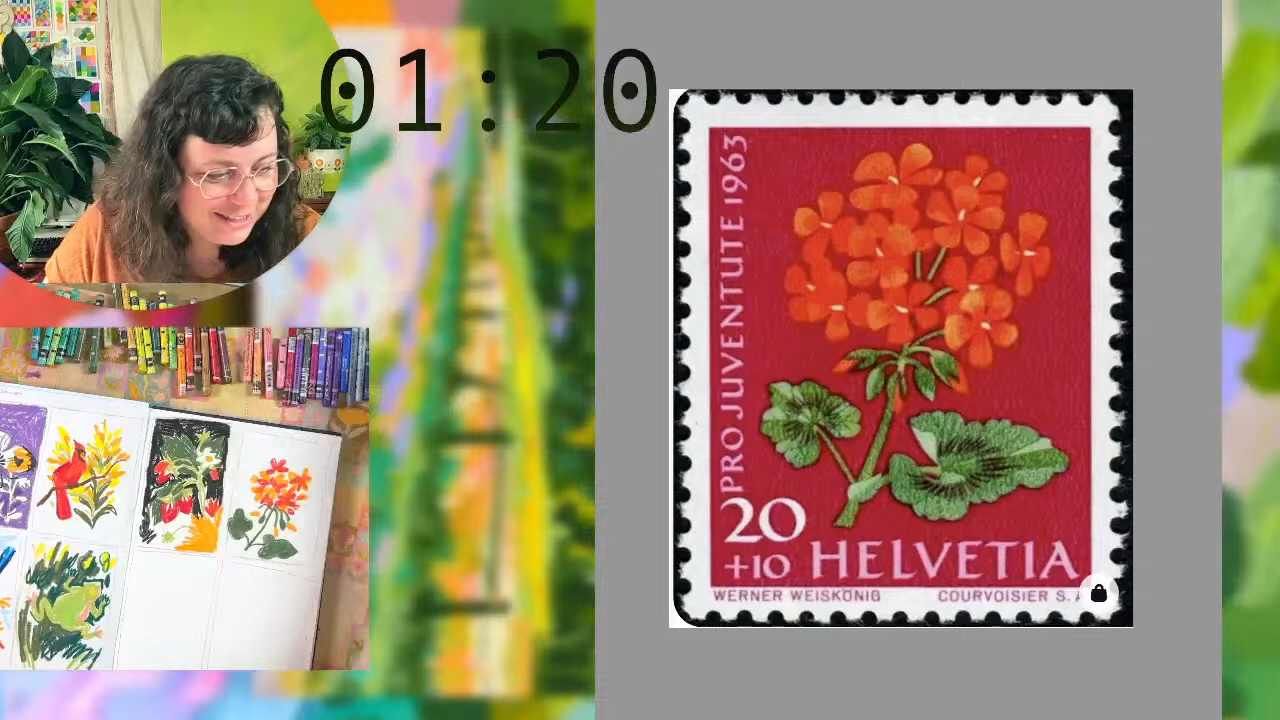 01:20
PRO JUVENTUTE 1963
20
+10 HELVETIA
WERNER WEISKÖNIG COURVOISIER S.